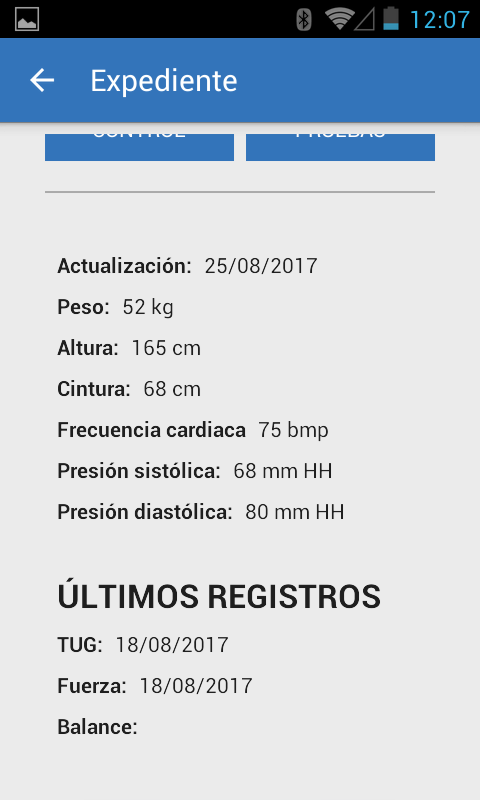 12:07
Expediente
CONTROL PRUEBAS
Actualización: 25/08/2017
Peso: 52 kg
Altura: 165 cm
Cintura: 68 cm
Frecuencia cardiaca 75 bmp
Presión sistólica: 68 mm HH
Presión diastólica: 80 mm HH
ÚLTIMOS REGISTROS
TUG: 18/08/2017
Fuerza: 18/08/2017
Balance: